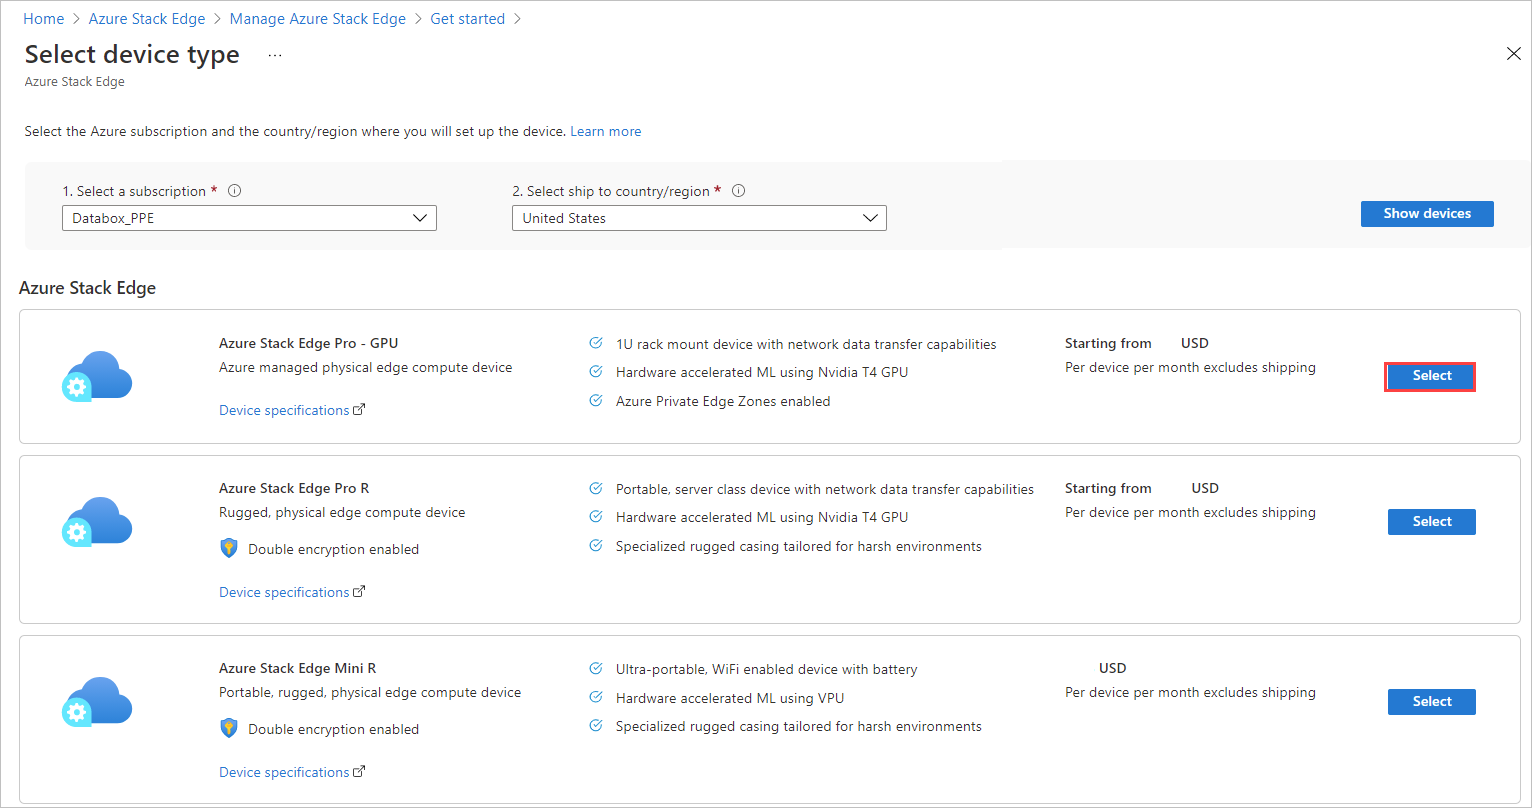 Home > Azure Stack Edge > Manage Azure Stack Edge > Get started >
Select device type ...
Azure Stack Edge
Select the Azure subscription and the country/region where you will set up the device. Learn more
1. Select a subscription *
2. Select ship to country/region *
Databox_PPE
United States
Show devices
Azure Stack Edge
Azure Stack Edge Pro - GPU
Azure managed physical edge compute device
Device specifications
1U rack mount device with network data transfer capabilities
Hardware accelerated ML using Nvidia T4 GPU
Azure Private Edge Zones enabled
Starting from USD
Per device per month excludes shipping
Select
Azure Stack Edge Pro R
Rugged, physical edge compute device
Double encryption enabled
Device specifications
Portable, server class device with network data transfer capabilities
Hardware accelerated ML using Nvidia T4 GPU
Specialized rugged casing tailored for harsh environments
Starting from USD
Per device per month excludes shipping
Select
Azure Stack Edge Mini R
Portable, rugged, physical edge compute device
Double encryption enabled
Device specifications
Ultra-portable, WiFi enabled device with battery
Hardware accelerated ML using VPU
Specialized rugged casing tailored for harsh environments
USD
Per device per month excludes shipping
Select